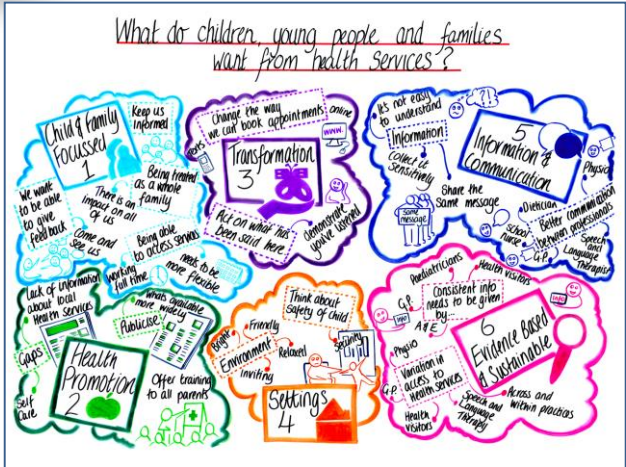 What do children, young people and families
want from health services?
Child & Family
Focussed
1
Keep us
informed
Being treated
as a whole
family
There is an
impact on all
of us
We want
to be able
to give
feedback
Come and
see us
Being able
to access services
Working
full time
need to be
more flexible
Transformation
3
Change the way
we can book appointments
online
www.
Texts
Act on what has
been said here
demonstrate
you've listened
5
Information &
Communication
It's not easy
to understand
Information
Collect it
sensitively
Share the
Same message
Same
message
Physio
Dietician
Better communication
between professionals
School
nurse
G.P.
Speech
and
Language
Therapist
Health
Promotion
2
Lack of information
about local
Health Services
What's available
more widely
Publicise
Gaps
Self
Care
Offer training
to all parents
Settings
4
Think about
Safety of child
Bright
Friendly
Environment
Relaxed
Inviting
Security
6
Evidence Based
& Sustainable
Paediatricians
Health visitors
G.P.
Consistent info
needs to be given
by...
A&E
Info
Info
Physio
Variation in
access to
Health services
G.P.
Health
visitors
Speech and
Language
Therapy
Across and
within practices